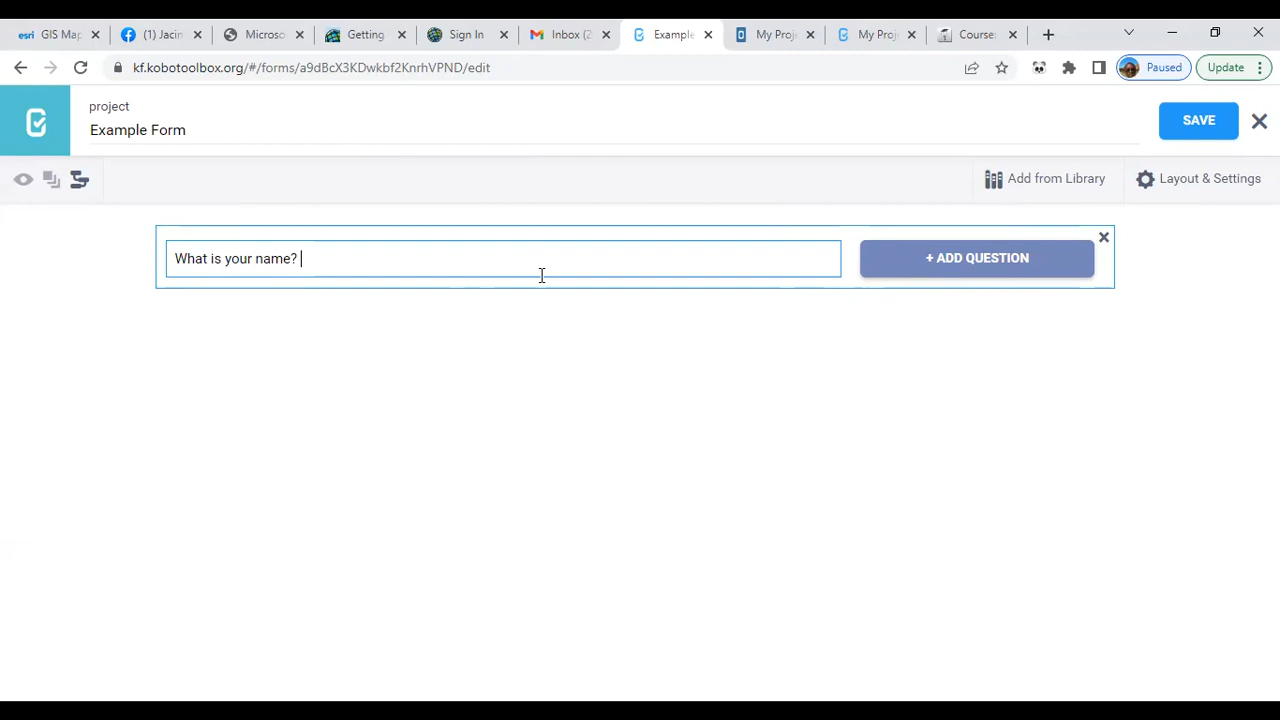 esri GIS Map
(1) Jacin
Microso
Getting
Sign In
Inbox (2
Example
My Proj
My Proj
Course
kf.kobotoolbox.org/#/forms/a9dBcX3KDwkbf2KnrhVPND/edit
Paused
Update
project
Example Form
SAVE
Add from Library
Layout & Settings
What is your name?
+ ADD QUESTION